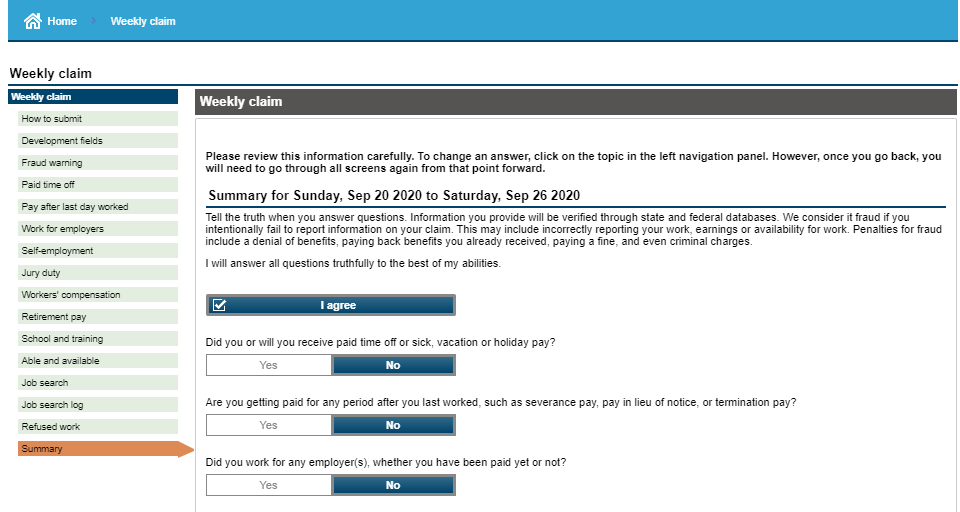 Home Weekly claim
Weekly claim
Weekly claim
How to submit
Development fields
Fraud warning
Paid time off
Pay after last day worked
Work for employers
Self-employment
Jury duty
Workers' compensation
Retirement pay
School and training
Able and available
Job search
Job search log
Refused work
Summary
Weekly claim
Please review this information carefully. To change an answer, click on the topic in the left navigation panel. However, once you go back, you
will need to go through all screens again from that point forward.
Summary for Sunday, Sep 20 2020 to Saturday, Sep 26 2020
Tell the truth when you answer questions. Information you provide will be verified through state and federal databases. We consider it fraud if you
intentionally fail to report information on your claim. This may include incorrectly reporting your work, earnings or availability for work. Penalties for fraud
include a denial of benefits, paying back benefits you already received, paying a fine, and even criminal charges.
I will answer all questions truthfully to the best of my abilities.
I agree
Did you or will you receive paid time off or sick, vacation or holiday pay?
Yes No
Are you getting paid for any period after you last worked, such as severance pay, pay in lieu of notice, or termination pay?
Yes No
Did you work for any employer(s), whether you have been paid yet or not?
Yes No